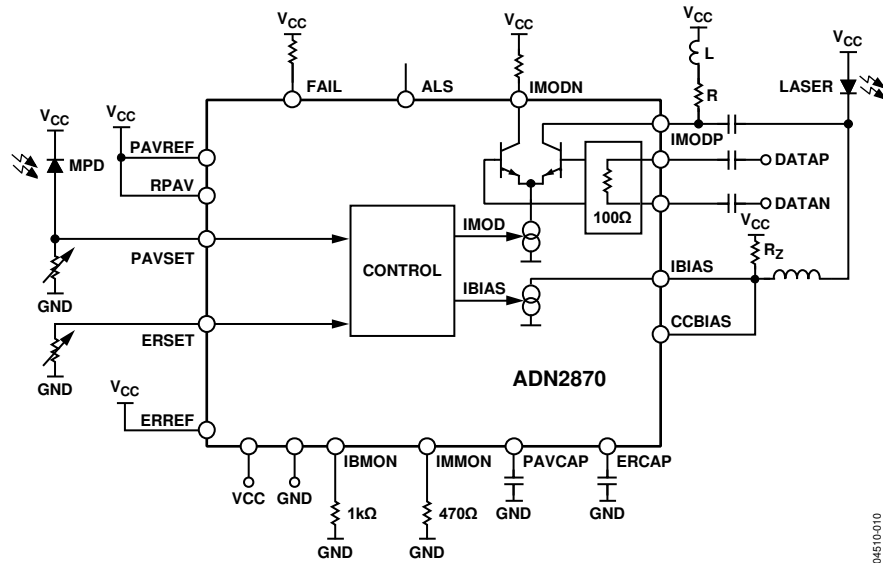 VCC
VCC
VCC
L
VCC
FAIL
ALS
IMODN
R
LASER
VCC
VCC
PAVREF
MPD
RPAV
IMODP
DATAP
DATAN
100Ω
PAVSET
GND
CONTROL
IMOD
IBIAS
VCC
RZ
IBIAS
CCBIAS
ERSET
GND
ADN2870
VCC
ERREF
VCC
GND
IBMON
IMMON
PAVCAP
ERCAP
1kΩ
470Ω
GND
GND
GND
GND
04510-010